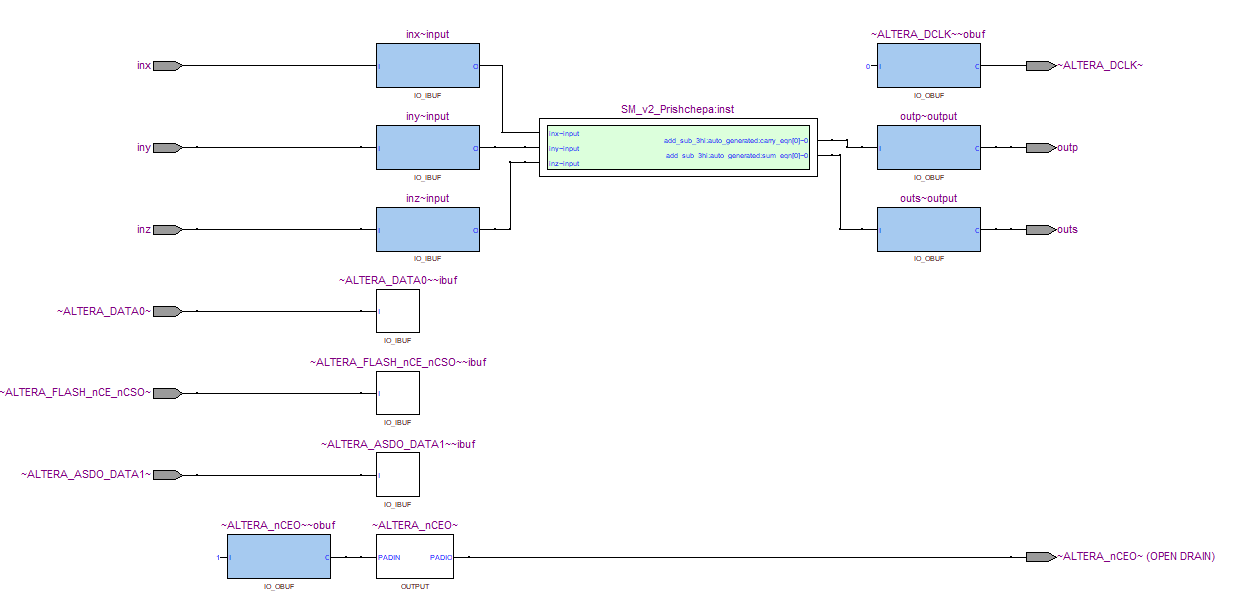 inx~input
~ALTERA_DCLK~~obuf
inx
I
O
0
I
O
~ALTERA_DCLK~
IO_IBUF
IO_OBUF
SM_v2_Prishchepa:inst
iny~input
outp~output
inx~input
add_sub_3hi:auto_generated:carry_eqn[0]~0
iny
I
O
iny~input
I
O
outp
inz~input
add_sub_3hi:auto_generated:sum_eqn[0]~0
IO_IBUF
IO_OBUF
inz~input
outs~output
inz
I
O
I
O
outs
IO_IBUF
IO_OBUF
~ALTERA_DATA0~~ibuf
~ALTERA_DATA0~
I
IO_IBUF
~ALTERA_FLASH_nCE_nCSO~~ibuf
~ALTERA_FLASH_nCE_nCSO~
I
IO_IBUF
~ALTERA_ASDO_DATA1~~ibuf
~ALTERA_ASDO_DATA1~
I
IO_IBUF
~ALTERA_nCEO~~obuf
~ALTERA_nCEO~
1
I
O
PADIN
PADIO
~ALTERA_nCEO~ (OPEN DRAIN)
IO_OBUF
OUTPUT